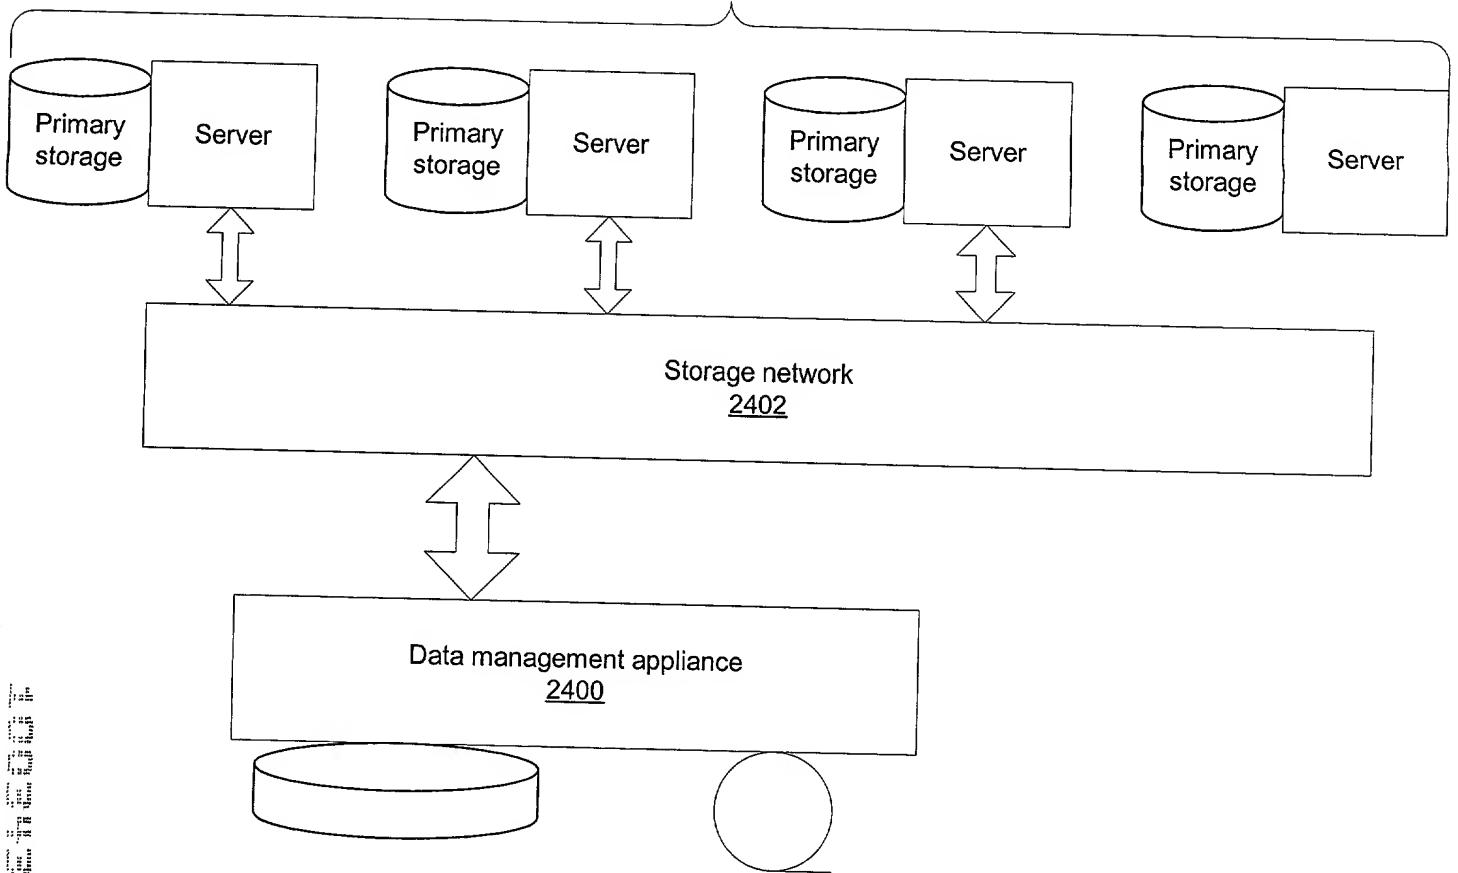 Primary
storage
Server
Primary
storage
Server
Primary
storage
Server
Primary
storage
Server
Storage network
2402
Data management appliance
2400